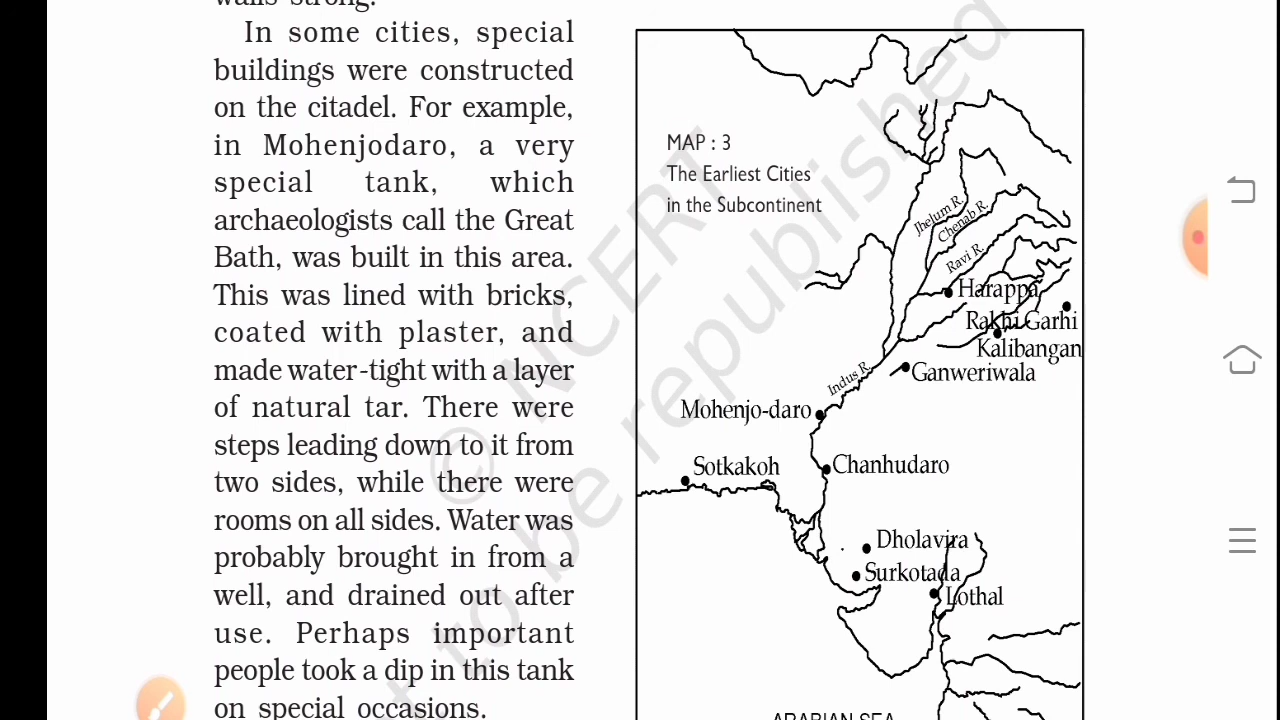 walls strong.
In some cities, special
buildings were constructed
on the citadel. For example,
in Mohenjodaro, a very
special tank, which
archaeologists call the Great
Bath, was built in this area.
This was lined with bricks,
coated with plaster, and
made water-tight with a layer
of natural tar. There were
steps leading down to it from
two sides, while there were
rooms on all sides. Water was
probably brought in from a
well, and drained out after
use. Perhaps important
people took a dip in this tank
on special occasions.
MAP : 3
The Earliest Cities
in the Subcontinent
Jhelum R.
Chenab R.
Ravi R.
Harappa
Rakhi Garhi
Kalibangan
Ganweriwala
Indus R.
Mohenjo-daro
Sotkakoh
Chanhudaro
Dholavira
Surkotada
Lothal
ARABIAN SEA
© NCERT
not to be republished